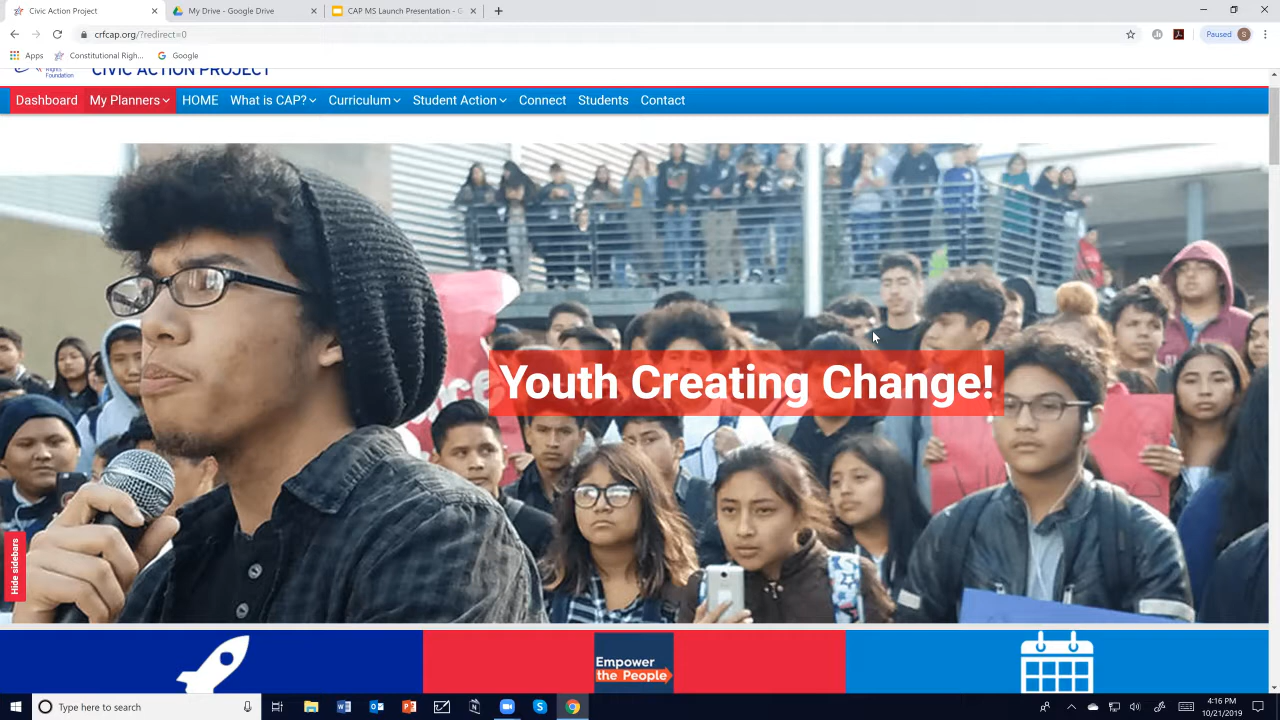 Civic Action Project
My Drive - Google Drive
CAP MS Launch Presentation - G
crfcap.org/?redirect=0
Paused
S
Apps
Constitutional Righ...
Google
Rights
Foundation
CIVIC ACTION PROJECT
Dashboard
My Planners
HOME
What is CAP?
Curriculum
Student Action
Connect
Students
Contact
Youth Creating Change!
Hide sidebars
Empower
the People
Type here to search
4:16 PM
10/21/2019